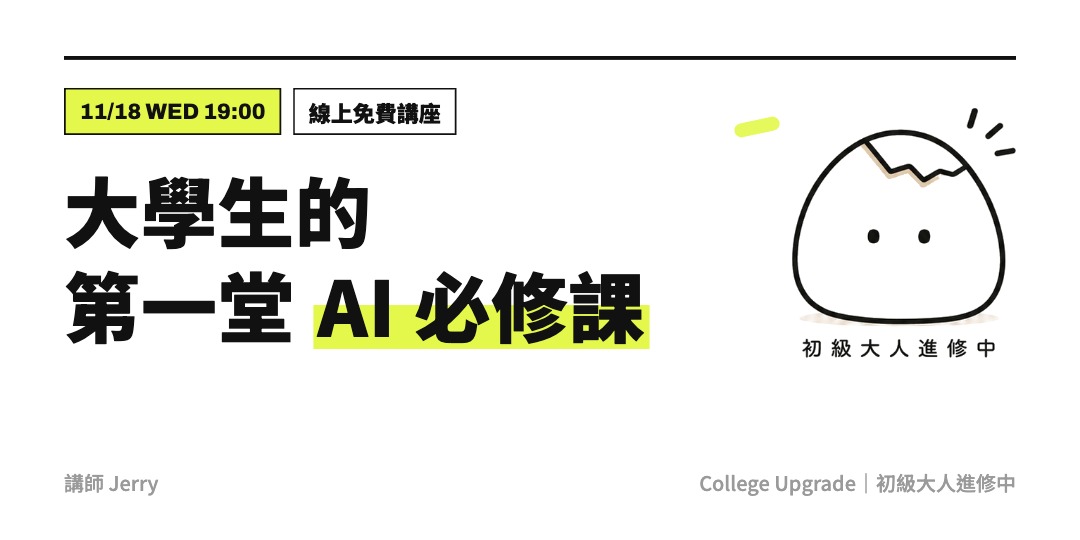 11/18 WED 19:00
線上免費講座
大學生的
第一堂 AI 必修課
初級大人進修中
講師 Jerry
College Upgrade｜初級大人進修中